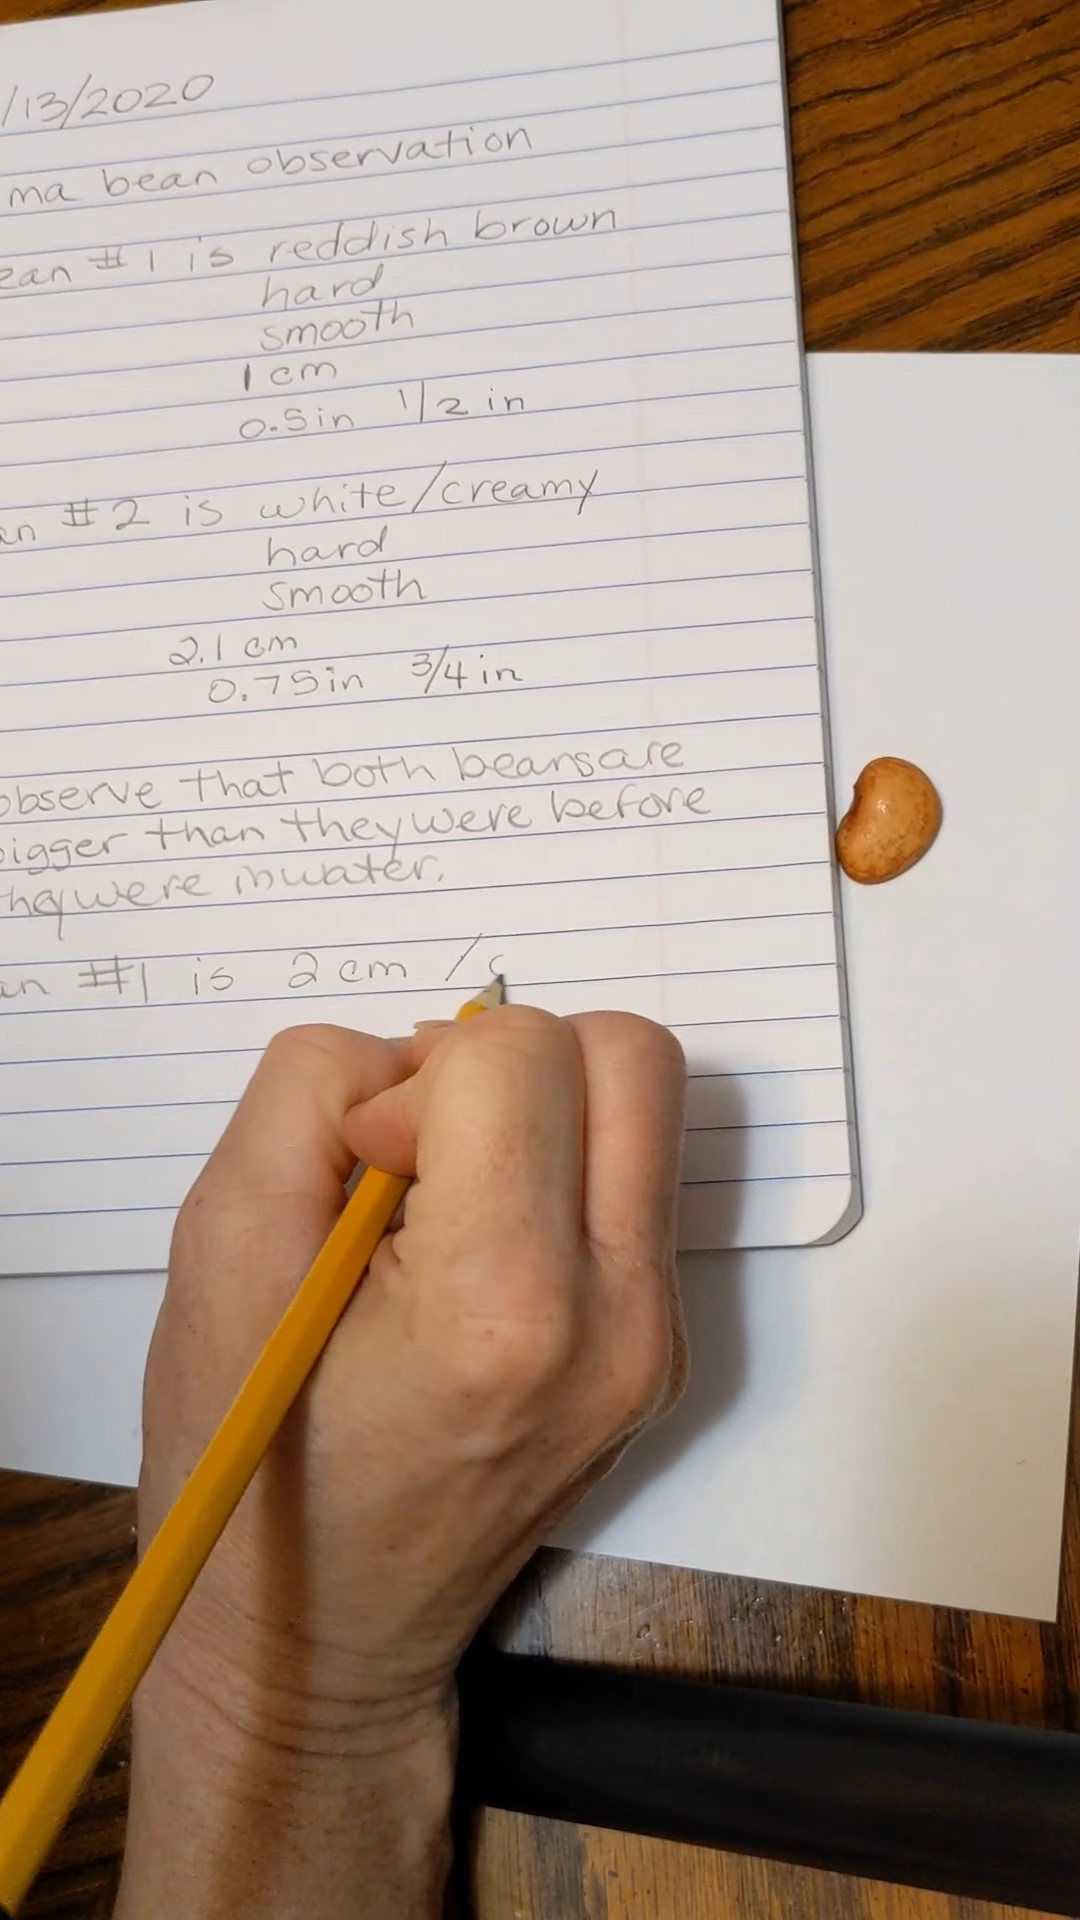 /13/2020
ma bean observation
ean #1 is reddish brown
hard
smooth
1 cm
0.5in 1/2 in
an #2 is white/creamy
hard
smooth
2.1 cm
0.75in 3/4 in
observe that both beans are
bigger than they were before
they were in water.
an #1 is 2 cm /